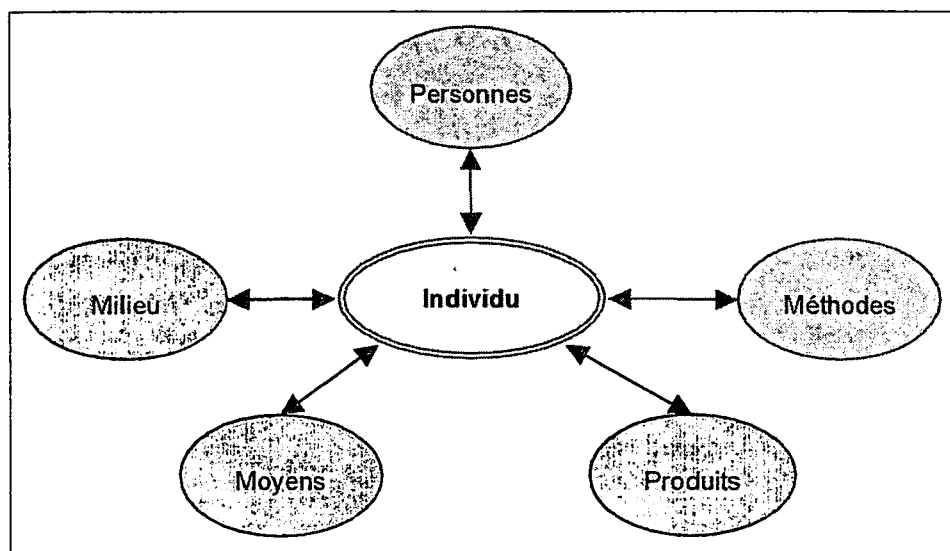 Personnes
Milieu
Individu
Méthodes
Moyens
Produits